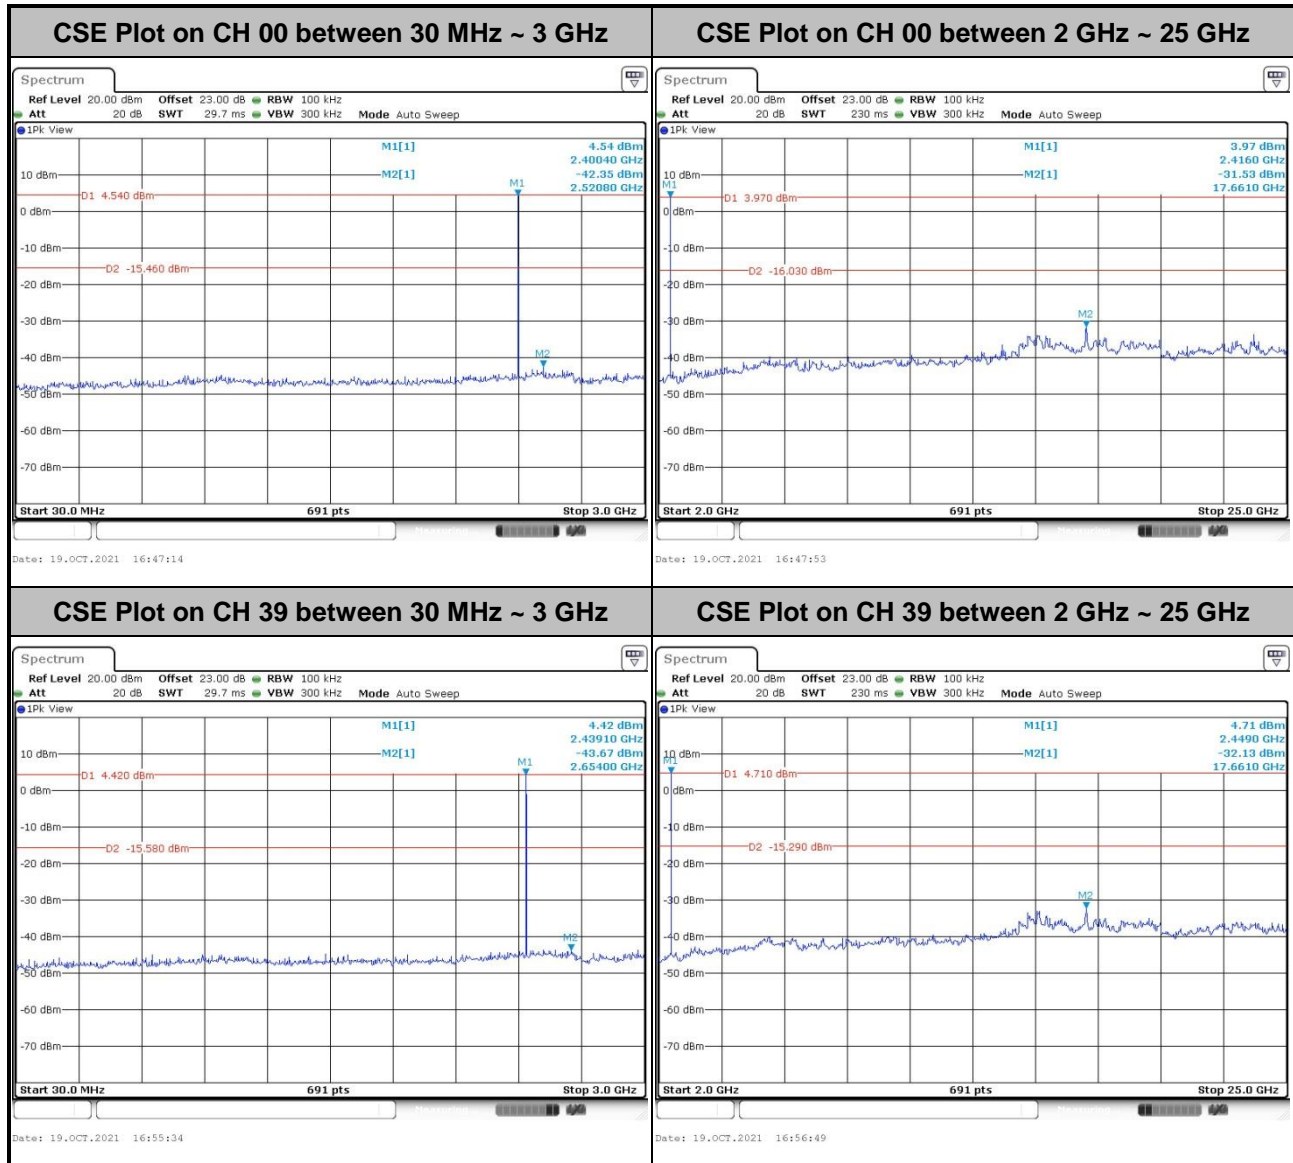 CSE Plot on CH 00 between 30 MHz ~ 3 GHz
Spectrum
Ref Level 20.00 dBm Offset 23.00 dB RBW 100 kHz
Att 20 dB SWT 29.7 ms VBW 300 kHz Mode Auto Sweep
1Pk View
M1[1] 4.54 dBm
2.40040 GHz
M2[1] -42.35 dBm
2.52080 GHz
10 dBm
M1
D1 4.540 dBm
0 dBm
-10 dBm
D2 -15.460 dBm
-20 dBm
-30 dBm
M2
-40 dBm
-50 dBm
-60 dBm
-70 dBm
Start 30.0 MHz 691 pts Stop 3.0 GHz
Date: 19.OCT.2021 16:47:14
CSE Plot on CH 00 between 2 GHz ~ 25 GHz
Spectrum
Ref Level 20.00 dBm Offset 23.00 dB RBW 100 kHz
Att 20 dB SWT 230 ms VBW 300 kHz Mode Auto Sweep
1Pk View
M1[1] 3.97 dBm
2.4160 GHz
M2[1] -31.53 dBm
17.6610 GHz
10 dBm
M1
D1 3.970 dBm
0 dBm
-10 dBm
D2 -16.030 dBm
-20 dBm
-30 dBm
M2
-40 dBm
-50 dBm
-60 dBm
-70 dBm
Start 2.0 GHz 691 pts Stop 25.0 GHz
Date: 19.OCT.2021 16:47:53
CSE Plot on CH 39 between 30 MHz ~ 3 GHz
Spectrum
Ref Level 20.00 dBm Offset 23.00 dB RBW 100 kHz
Att 20 dB SWT 29.7 ms VBW 300 kHz Mode Auto Sweep
1Pk View
M1[1] 4.42 dBm
2.43910 GHz
M2[1] -43.67 dBm
2.65400 GHz
10 dBm
M1
D1 4.420 dBm
0 dBm
-10 dBm
D2 -15.580 dBm
-20 dBm
-30 dBm
-40 dBm
M2
-50 dBm
-60 dBm
-70 dBm
Start 30.0 MHz 691 pts Stop 3.0 GHz
Date: 19.OCT.2021 16:55:34
CSE Plot on CH 39 between 2 GHz ~ 25 GHz
Spectrum
Ref Level 20.00 dBm Offset 23.00 dB RBW 100 kHz
Att 20 dB SWT 230 ms VBW 300 kHz Mode Auto Sweep
1Pk View
M1[1] 4.71 dBm
2.4490 GHz
M2[1] -32.13 dBm
17.6610 GHz
10 dBm
M1
D1 4.710 dBm
0 dBm
-10 dBm
D2 -15.290 dBm
-20 dBm
-30 dBm
M2
-40 dBm
-50 dBm
-60 dBm
-70 dBm
Start 2.0 GHz 691 pts Stop 25.0 GHz
Date: 19.OCT.2021 16:56:49